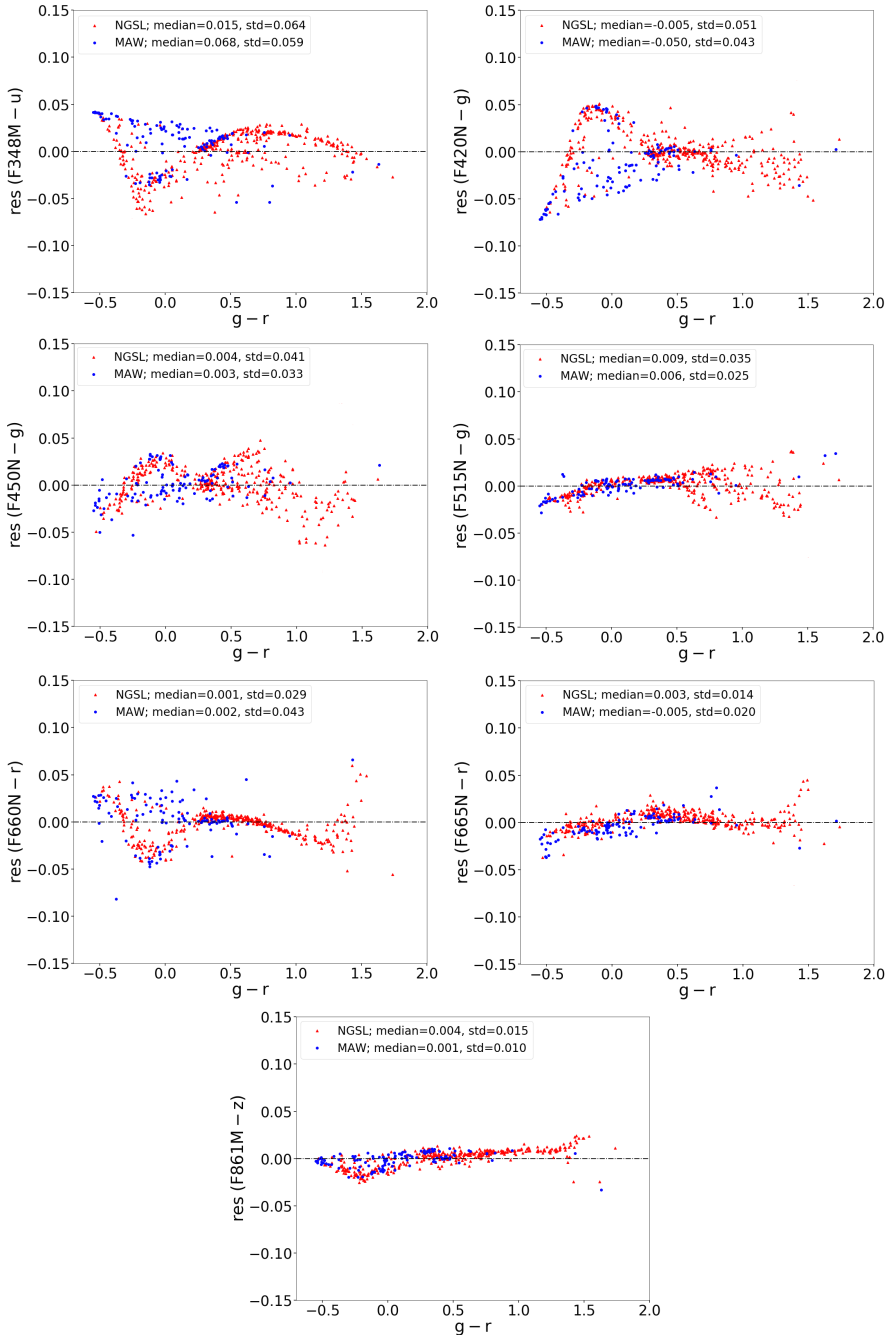 NGSL; median=0.015, std=0.064
MAW; median=0.068, std=0.059
0.15
0.10
0.05
0.00
−0.05
−0.10
−0.15
res (F348M − u)
−0.5 0.0 0.5 1.0 1.5 2.0
g − r
NGSL; median=-0.005, std=0.051
MAW; median=-0.050, std=0.043
0.15
0.10
0.05
0.00
−0.05
−0.10
−0.15
res (F420N − g)
−0.5 0.0 0.5 1.0 1.5 2.0
g − r
NGSL; median=0.004, std=0.041
MAW; median=0.003, std=0.033
0.15
0.10
0.05
0.00
−0.05
−0.10
−0.15
res (F450N − g)
−0.5 0.0 0.5 1.0 1.5 2.0
g − r
NGSL; median=0.009, std=0.035
MAW; median=0.006, std=0.025
0.15
0.10
0.05
0.00
−0.05
−0.10
−0.15
res (F515N − g)
−0.5 0.0 0.5 1.0 1.5 2.0
g − r
NGSL; median=0.001, std=0.029
MAW; median=0.002, std=0.043
0.15
0.10
0.05
0.00
−0.05
−0.10
−0.15
res (F660N − r)
−0.5 0.0 0.5 1.0 1.5 2.0
g − r
NGSL; median=0.003, std=0.014
MAW; median=-0.005, std=0.020
0.15
0.10
0.05
0.00
−0.05
−0.10
−0.15
res (F665N − r)
−0.5 0.0 0.5 1.0 1.5 2.0
g − r
NGSL; median=0.004, std=0.015
MAW; median=0.001, std=0.010
0.15
0.10
0.05
0.00
−0.05
−0.10
−0.15
res (F861M − z)
−0.5 0.0 0.5 1.0 1.5 2.0
g − r